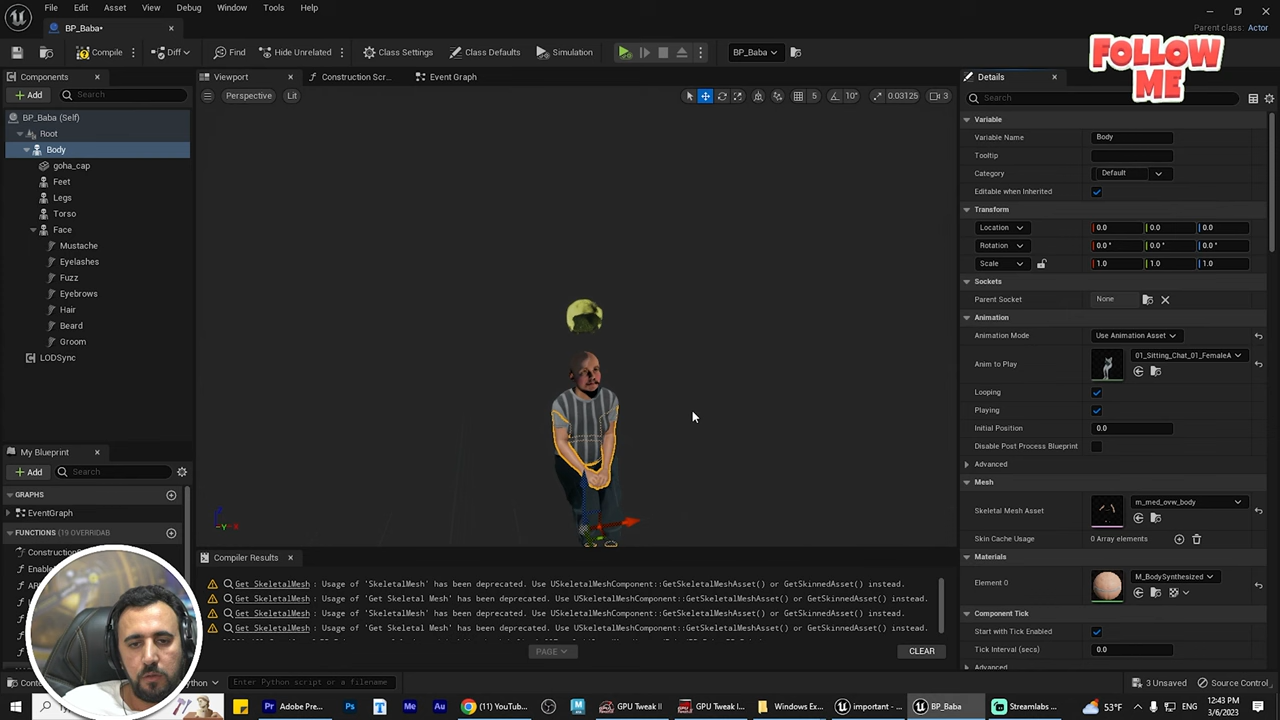 File Edit Asset View Debug Window Tools Help
BP_Baba•
Parent class: Actor
Compile Diff Find Hide Unrelated Class Settings Class Def Simulation BP_Baba
FOLLOW
ME
Components
Viewport
Construction Scr...
Event Graph
Details
+ Add Search
Perspective Lit
5 10° 0.03125 3
Search
BP_Baba (Self)
Root
Body
goha_cap
Feet
Legs
Torso
Face
Mustache
Eyelashes
Fuzz
Eyebrows
Hair
Beard
Groom
LODSync
Variable
Variable Name Body
Tooltip
Category Default
Editable when Inherited
Transform
Location 0.0 0.0 0.0
Rotation 0.0 ° 0.0 ° 0.0 °
Scale 1.0 1.0 1.0
Sockets
Parent Socket None
Animation
Animation Mode Use Animation Asset
Anim to Play 01_Sitting_Chat_01_FemaleA
Looping
Playing
Initial Position 0.0
Disable Post Process Blueprint
Advanced
Mesh
Skeletal Mesh Asset m_med_ovw_body
Skin Cache Usage 0 Array elements
Materials
Element 0 M_BodySynthesized
Component Tick
Start with Tick Enabled
Tick Interval (secs) 0.0
Advanced
My Blueprint
+ Add Search
GRAPHS
EventGraph
FUNCTIONS (19 OVERRIDAB
Construction
Enable
Compiler Results
Get SkeletalMesh : Usage of 'SkeletalMesh' has been deprecated. Use USkeletalMeshComponent::GetSkeletalMeshAsset() or GetSkinnedAsset() instead.
Get Skeletal Mesh : Usage of 'Get Skeletal Mesh' has been deprecated. Use USkeletalMeshComponent::GetSkeletalMeshAsset() or GetSkinnedAsset() instead.
Get SkeletalMesh : Usage of 'SkeletalMesh' has been deprecated. Use USkeletalMeshComponent::GetSkeletalMeshAsset() or GetSkinnedAsset() instead.
Get Skeletal Mesh : Usage of 'Get Skeletal Mesh' has been deprecated. Use USkeletalMeshComponent::GetSkeletalMeshAsset() or GetSkinnedAsset() instead.
PAGE
CLEAR
Enter Python script or a filename
3 Unsaved Source Control
Adobe Pre...
(11) YouTub...
GPU Tweak II
GPU Tweak I...
Windows Ex...
important - ...
BP_Baba
Streamlabs ...
53°F
12:43 PM
3/6/2023